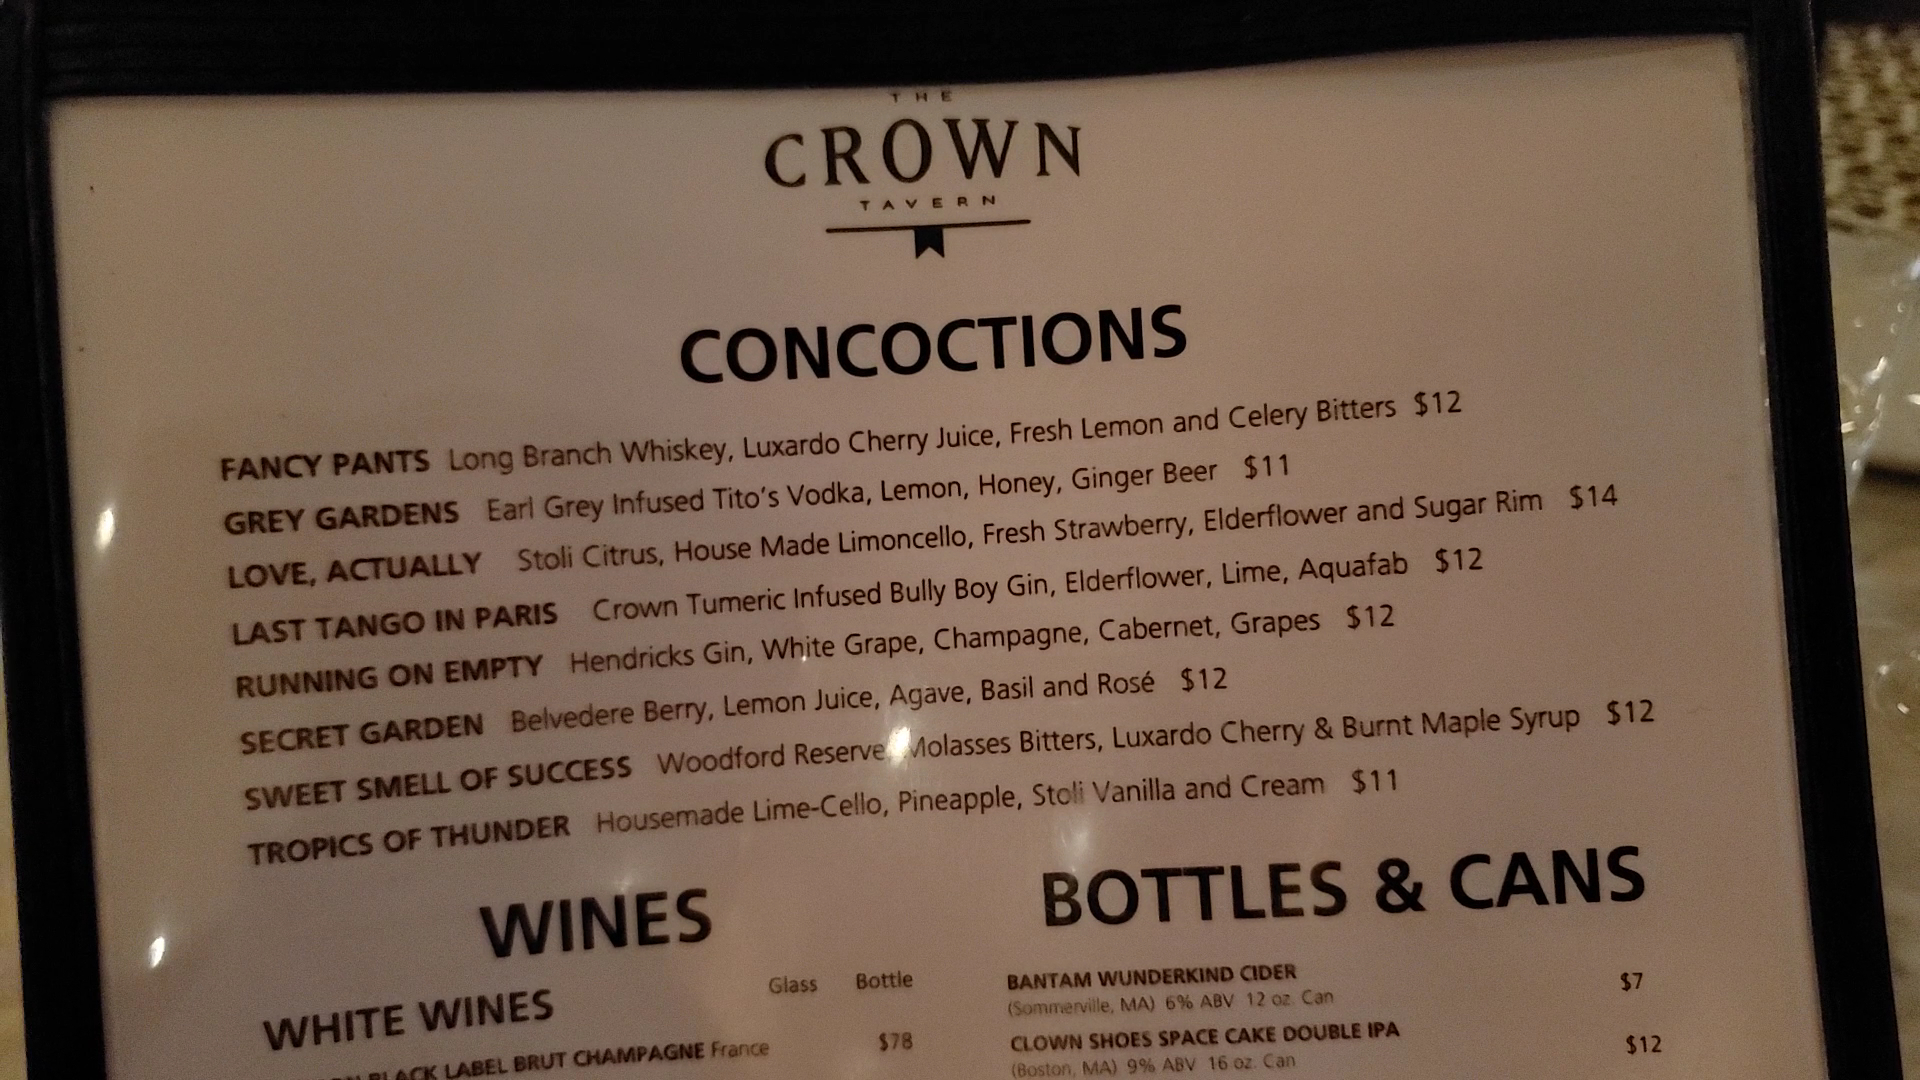 THE
CROWN
TAVERN
CONCOCTIONS
FANCY PANTS Long Branch Whiskey, Luxardo Cherry Juice, Fresh Lemon and Celery Bitters $12
GREY GARDENS Earl Grey Infused Tito's Vodka, Lemon, Honey, Ginger Beer $11
LOVE, ACTUALLY Stoli Citrus, House Made Limoncello, Fresh Strawberry, Elderflower and Sugar Rim $14
LAST TANGO IN PARIS Crown Tumeric Infused Bully Boy Gin, Elderflower, Lime, Aquafab $12
RUNNING ON EMPTY Hendricks Gin, White Grape, Champagne, Cabernet, Grapes $12
SECRET GARDEN Belvedere Berry, Lemon Juice, Agave, Basil and Rosé $12
SWEET SMELL OF SUCCESS Woodford Reserve, Molasses Bitters, Luxardo Cherry & Burnt Maple Syrup $12
TROPICS OF THUNDER Housemade Lime-Cello, Pineapple, Stoli Vanilla and Cream $11
WINES
Glass Bottle
WHITE WINES
BLACK LABEL BRUT CHAMPAGNE France $78
BOTTLES & CANS
BANTAM WUNDERKIND CIDER $7
(Sommerville, MA) 6% ABV 12 oz. Can
CLOWN SHOES SPACE CAKE DOUBLE IPA $12
(Boston, MA) 9% ABV 16 oz. Can